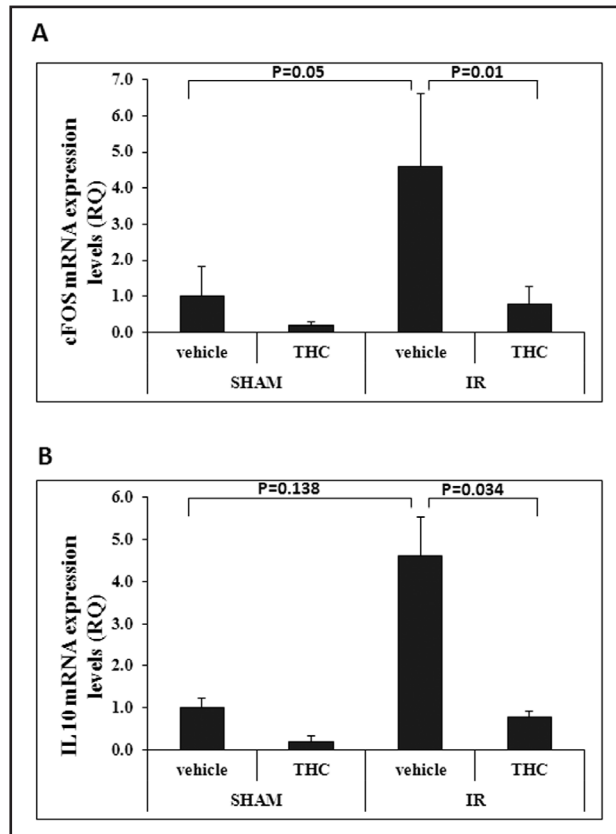 A
P=0.05 P=0.01
7.0
6.0
5.0
4.0
3.0
2.0
1.0
0.0
cFOS mRNA expression
levels (RQ)
vehicle THC vehicle THC
SHAM IR
B
P=0.138 P=0.034
6.0
5.0
4.0
3.0
2.0
1.0
0.0
IL10 mRNA expression
levels (RQ)
vehicle THC vehicle THC
SHAM IR